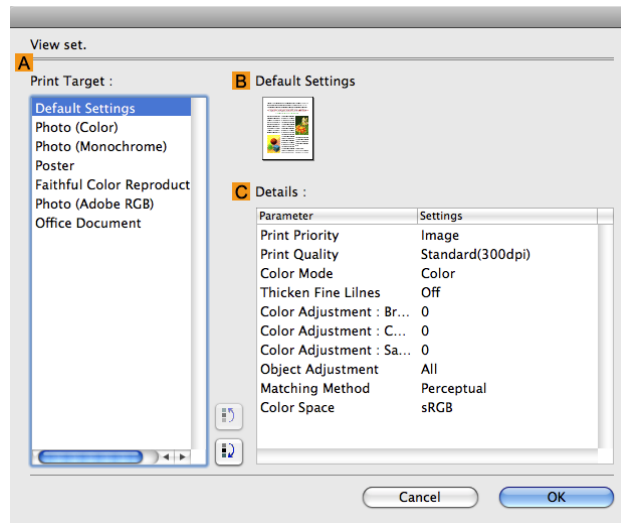 View set.
A
Print Target :
Default Settings
Photo (Color)
Photo (Monochrome)
Poster
Faithful Color Reproduct
Photo (Adobe RGB)
Office Document
B Default Settings
C Details :
Parameter Settings
Print Priority Image
Print Quality Standard(300dpi)
Color Mode Color
Thicken Fine Lilnes Off
Color Adjustment : Br... 0
Color Adjustment : C... 0
Color Adjustment : Sa... 0
Object Adjustment All
Matching Method Perceptual
Color Space sRGB
Cancel OK